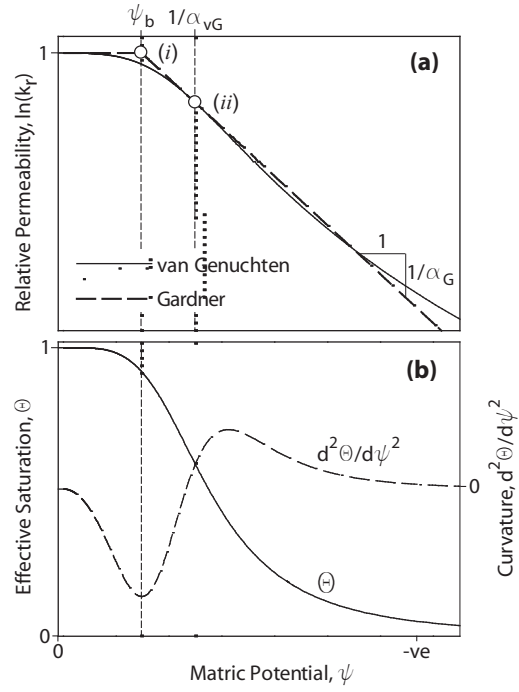 ψb 1/αvG
1
(a)
(i)
(ii)
Relative Permeability, ln(kr)
1
1/αG
van Genuchten
Gardner
1
(b)
Effective Saturation, Θ
d²Θ/dψ²
0
Curvature, d²Θ/dψ²
Θ
0
0 -ve
Matric Potential, ψ